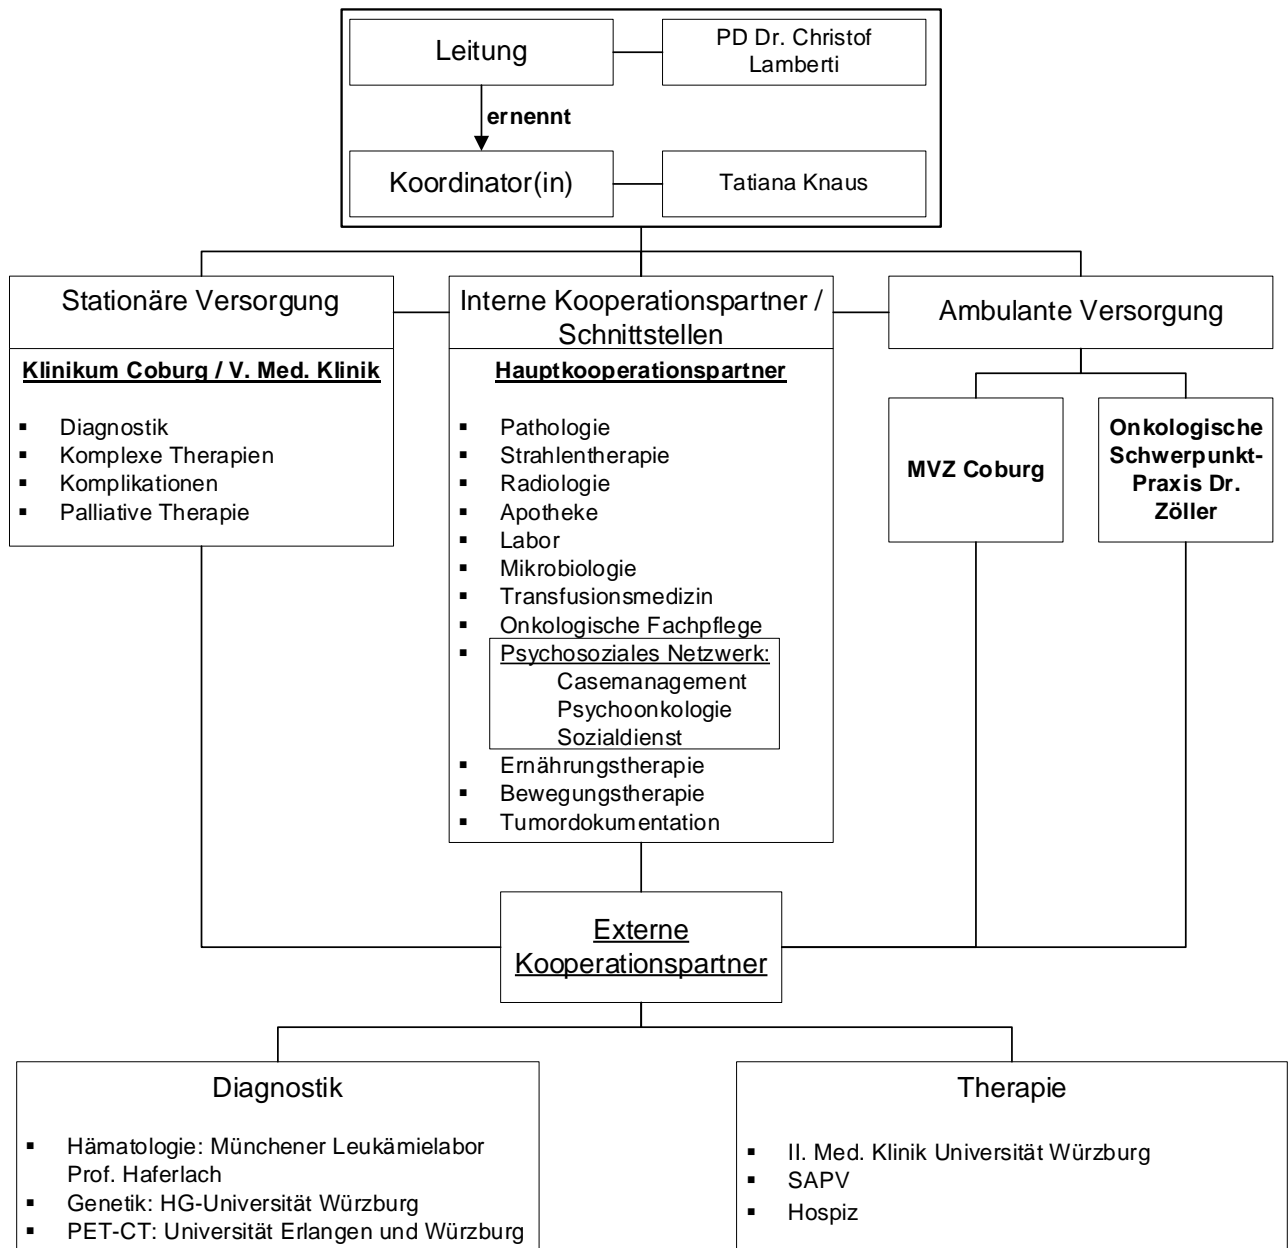 Leitung
PD Dr. Christof
Lamberti
ernennt
Koordinator(in)
Tatiana Knaus
Stationäre Versorgung
Klinikum Coburg / V. Med. Klinik
▪ Diagnostik
▪ Komplexe Therapien
▪ Komplikationen
▪ Palliative Therapie
Interne Kooperationspartner /
Schnittstellen
Hauptkooperationspartner
▪ Pathologie
▪ Strahlentherapie
▪ Radiologie
▪ Apotheke
▪ Labor
▪ Mikrobiologie
▪ Transfusionsmedizin
▪ Onkologische Fachpflege
▪ Psychosoziales Netzwerk:
Casemanagement
Psychoonkologie
Sozialdienst
▪ Ernährungstherapie
▪ Bewegungstherapie
▪ Tumordokumentation
Ambulante Versorgung
MVZ Coburg
Onkologische
Schwerpunkt-
Praxis Dr.
Zöller
Externe
Kooperationspartner
Diagnostik
▪ Hämatologie: Münchener Leukämielabor
Prof. Haferlach
▪ Genetik: HG-Universität Würzburg
▪ PET-CT: Universität Erlangen und Würzburg
Therapie
▪ II. Med. Klinik Universität Würzburg
▪ SAPV
▪ Hospiz